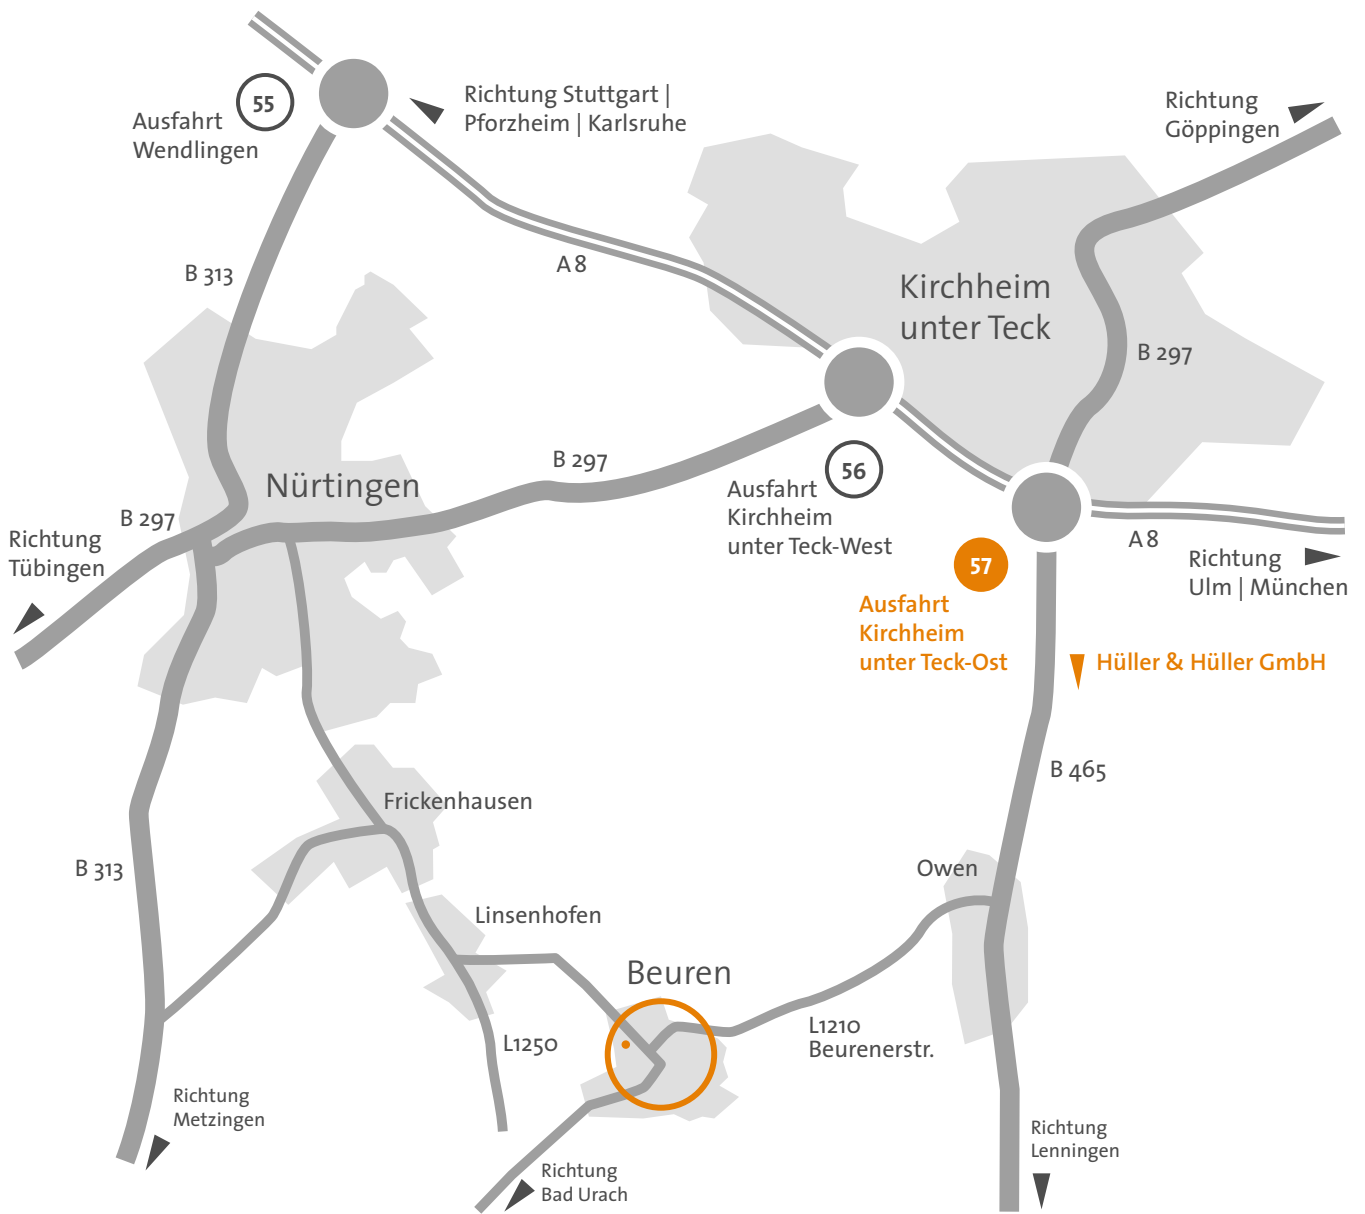 55
Ausfahrt
Wendlingen
Richtung Stuttgart |
Pforzheim | Karlsruhe
Richtung
Göppingen
B 313
A 8
Kirchheim
unter Teck
B 297
B 297
56
Ausfahrt
Kirchheim
unter Teck-West
Nürtingen
B 297
Richtung
Tübingen
A 8
Richtung
Ulm | München
57
Ausfahrt
Kirchheim
unter Teck-Ost
Hüller & Hüller GmbH
B 465
Frickenhausen
B 313
Owen
Linsenhofen
Beuren
L1210
Beurenerstr.
L1250
Richtung
Metzingen
Richtung
Bad Urach
Richtung
Lenningen